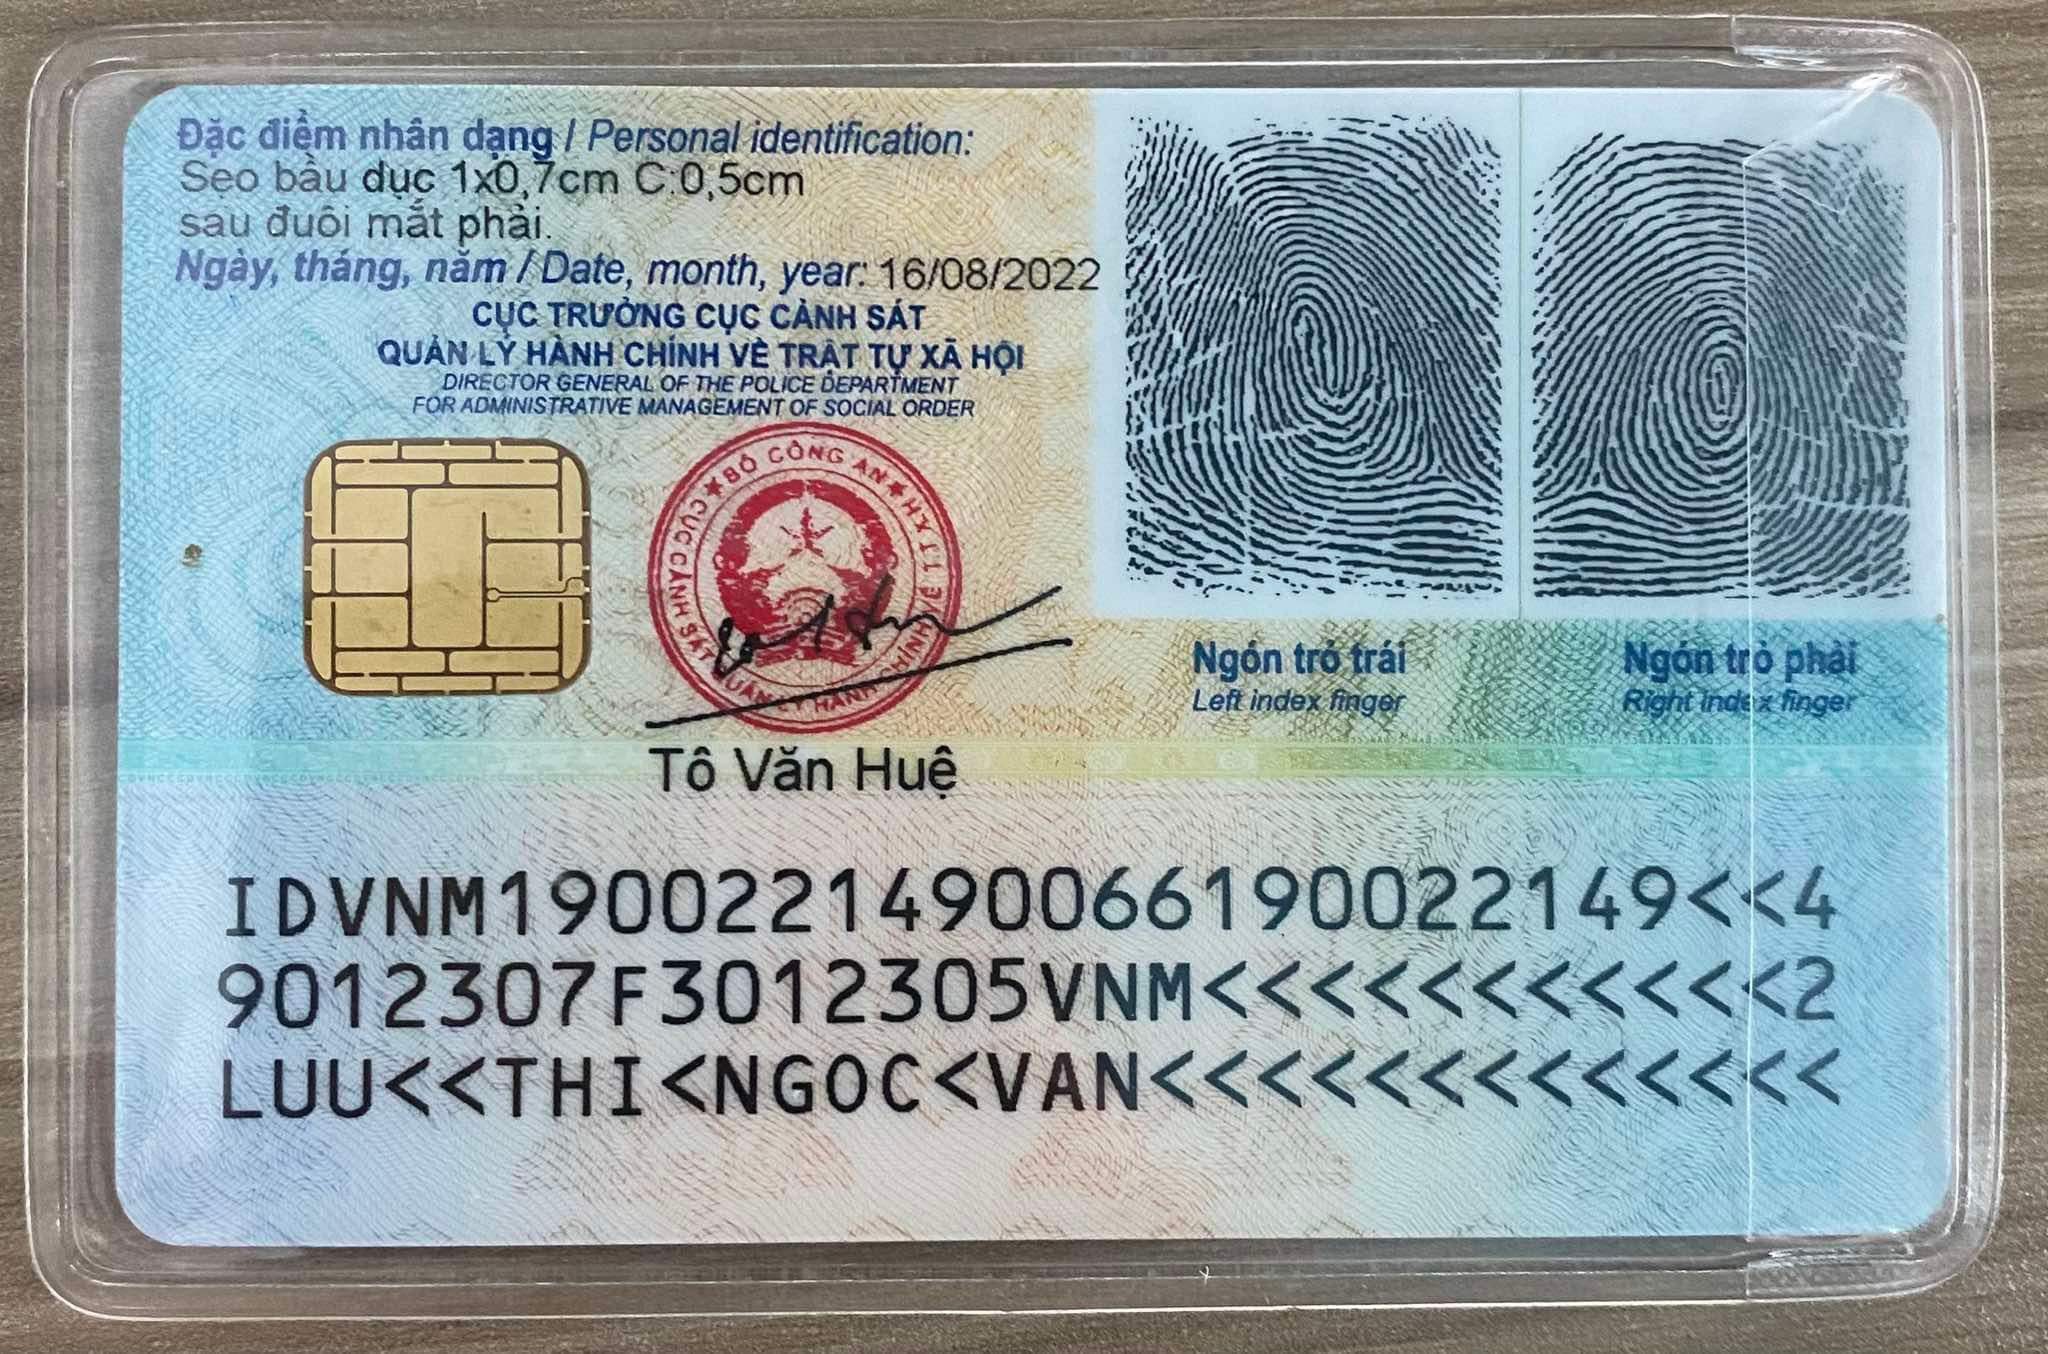 Đặc điểm nhân dạng / Personal identification:
Sẹo bầu dục 1x0,7cm C:0,5cm
sau đuôi mắt phải.
Ngày, tháng, năm / Date, month, year: 16/08/2022
CỤC TRƯỞNG CỤC CẢNH SÁT
QUẢN LÝ HÀNH CHÍNH VỀ TRẬT TỰ XÃ HỘI
DIRECTOR GENERAL OF THE POLICE DEPARTMENT
FOR ADMINISTRATIVE MANAGEMENT OF SOCIAL ORDER
BỘ CÔNG AN
CỤC CẢNH SÁT QUẢN LÝ HÀNH CHÍNH VỀ TTXH
Tô Văn Huệ
Ngón trỏ trái
Left index finger
Ngón trỏ phải
Right index finger
IDVNM1900221490066190022149<<4
9012307F3012305VNM<<<<<<<<<<<2
LUU<<THI<NGOC<VAN<<<<<<<<<<<<<